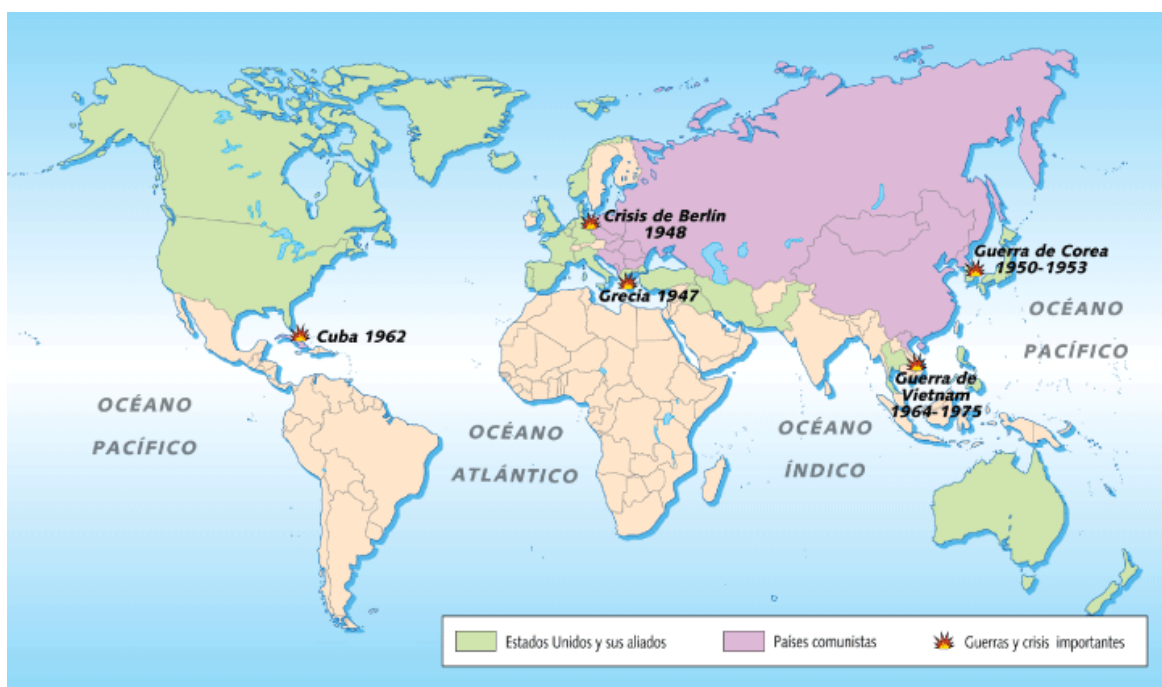 Crisis de Berlín
1948
Guerra de Corea
1950-1953
Grecia 1947
OCÉANO
PACÍFICO
Cuba 1962
Guerra de
Vietnam
1964-1975
OCÉANO
PACÍFICO
OCÉANO
ATLÁNTICO
OCÉANO
ÍNDICO
Estados Unidos y sus aliados
Países comunistas
Guerras y crisis importantes